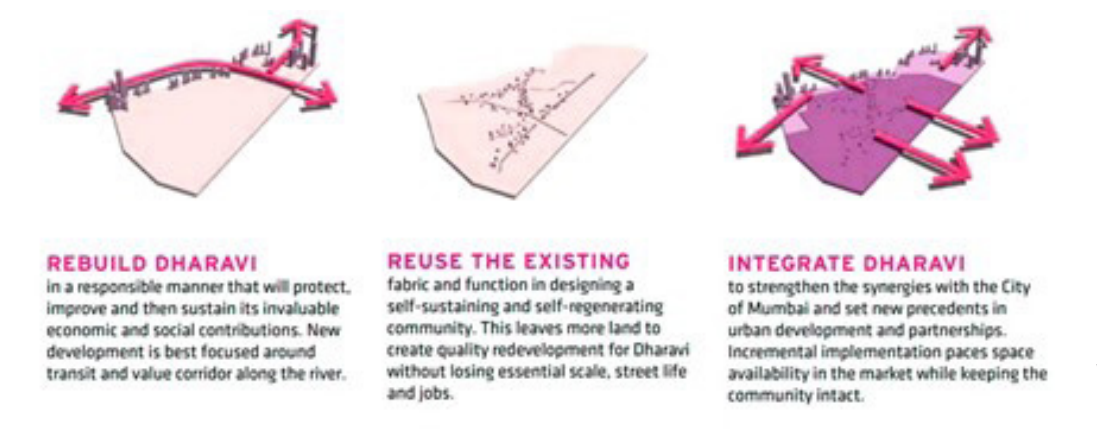 REBUILD DHARAVI
in a responsible manner that will protect,
improve and then sustain its invaluable
economic and social contributions. New
development is best focused around
transit and value corridor along the river.
REUSE THE EXISTING
fabric and function in designing a
self-sustaining and self-regenerating
community. This leaves more land to
create quality redevelopment for Dharavi
without losing essential scale, street life
and jobs.
INTEGRATE DHARAVI
to strengthen the synergies with the City
of Mumbai and set new precedents in
urban development and partnerships.
Incremental implementation paces space
availability in the market while keeping the
community intact.